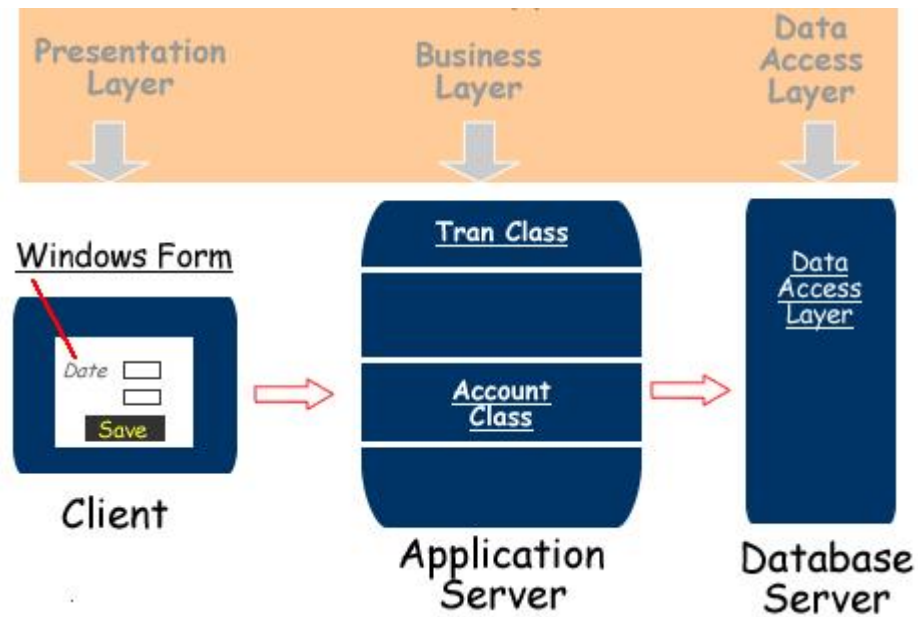 Presentation
Layer
Business
Layer
Data
Access
Layer
Windows Form
Date
Save
Client
Tran Class
Account
Class
Application
Server
Data
Access
Layer
Database
Server